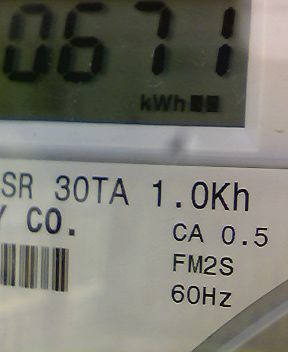 0671
kWh
SR 30TA 1.0Kh
Y CO.
CA 0.5
FM2S
60Hz